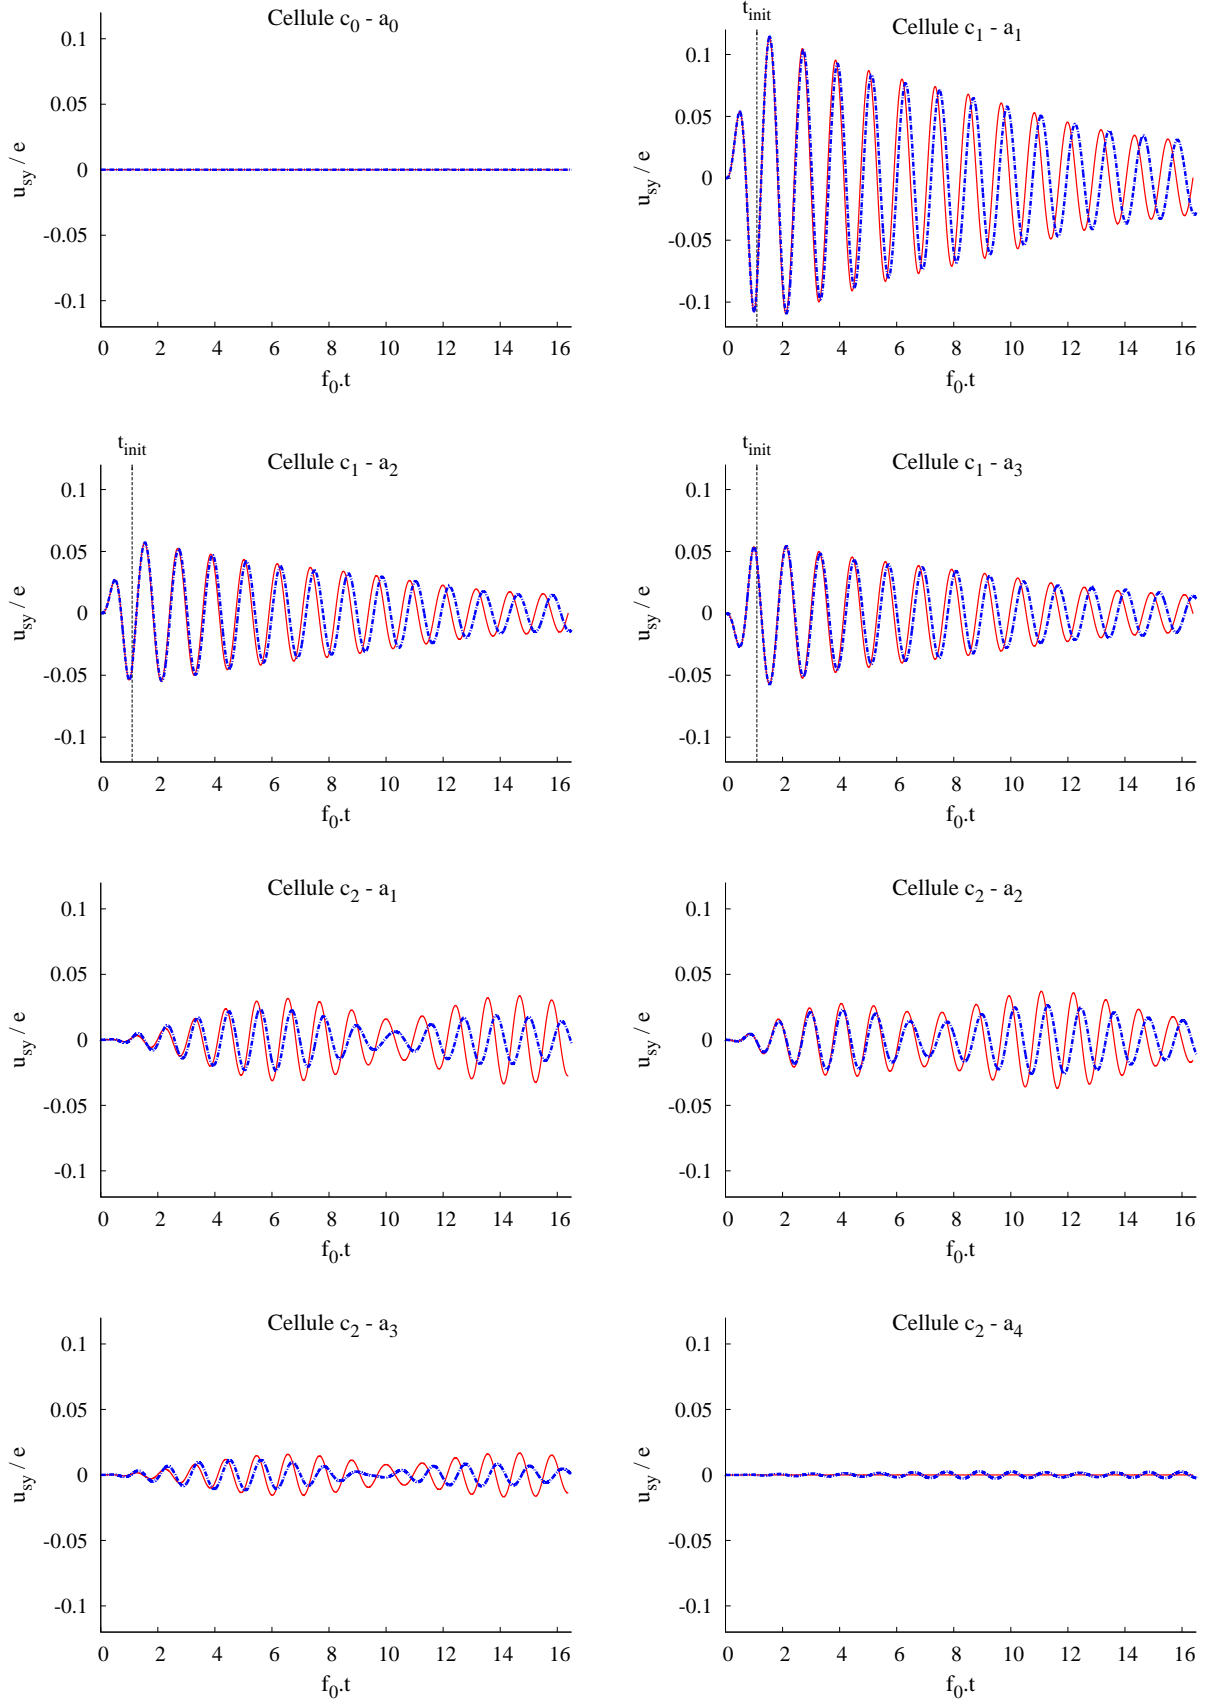 Cellule c0 - a0
0.1
0.05
0
-0.05
-0.1
u_sy / e
0 2 4 6 8 10 12 14 16
f0.t
t_init
Cellule c1 - a1
0.1
0.05
0
-0.05
-0.1
u_sy / e
0 2 4 6 8 10 12 14 16
f0.t
t_init
Cellule c1 - a2
0.1
0.05
0
-0.05
-0.1
u_sy / e
0 2 4 6 8 10 12 14 16
f0.t
t_init
Cellule c1 - a3
0.1
0.05
0
-0.05
-0.1
u_sy / e
0 2 4 6 8 10 12 14 16
f0.t
Cellule c2 - a1
0.1
0.05
0
-0.05
-0.1
u_sy / e
0 2 4 6 8 10 12 14 16
f0.t
Cellule c2 - a2
0.1
0.05
0
-0.05
-0.1
u_sy / e
0 2 4 6 8 10 12 14 16
f0.t
Cellule c2 - a3
0.1
0.05
0
-0.05
-0.1
u_sy / e
0 2 4 6 8 10 12 14 16
f0.t
Cellule c2 - a4
0.1
0.05
0
-0.05
-0.1
u_sy / e
0 2 4 6 8 10 12 14 16
f0.t